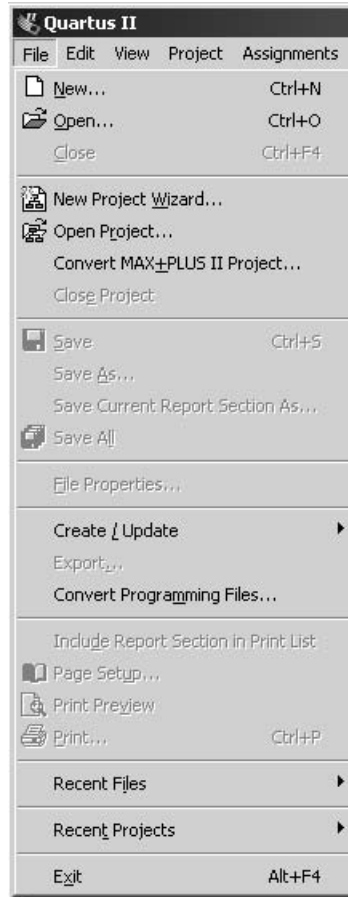 Quartus II
File Edit View Project Assignments
New... Ctrl+N
Open... Ctrl+O
Close Ctrl+F4
New Project Wizard...
Open Project...
Convert MAX+PLUS II Project...
Close Project
Save Ctrl+S
Save As...
Save Current Report Section As...
Save All
File Properties...
Create / Update
Export...
Convert Programming Files...
Include Report Section in Print List
Page Setup...
Print Preview
Print... Ctrl+P
Recent Files
Recent Projects
Exit Alt+F4